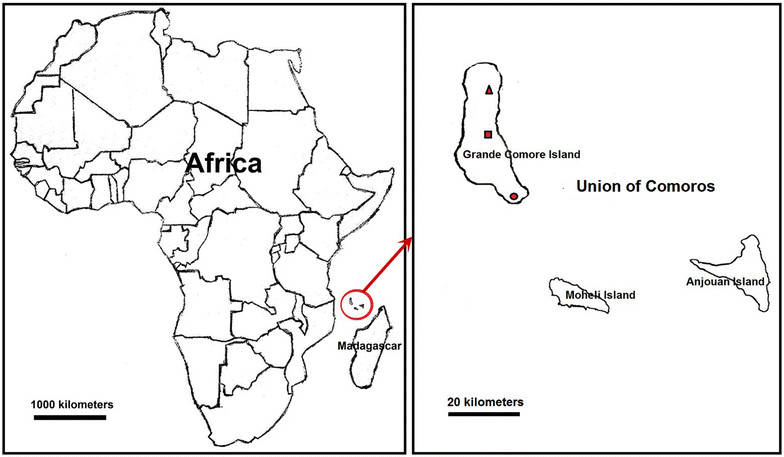 Africa
Madagascar
1000 kilometers
Grande Comore Island
Union of Comoros
Anjouan Island
Moheli Island
20 kilometers